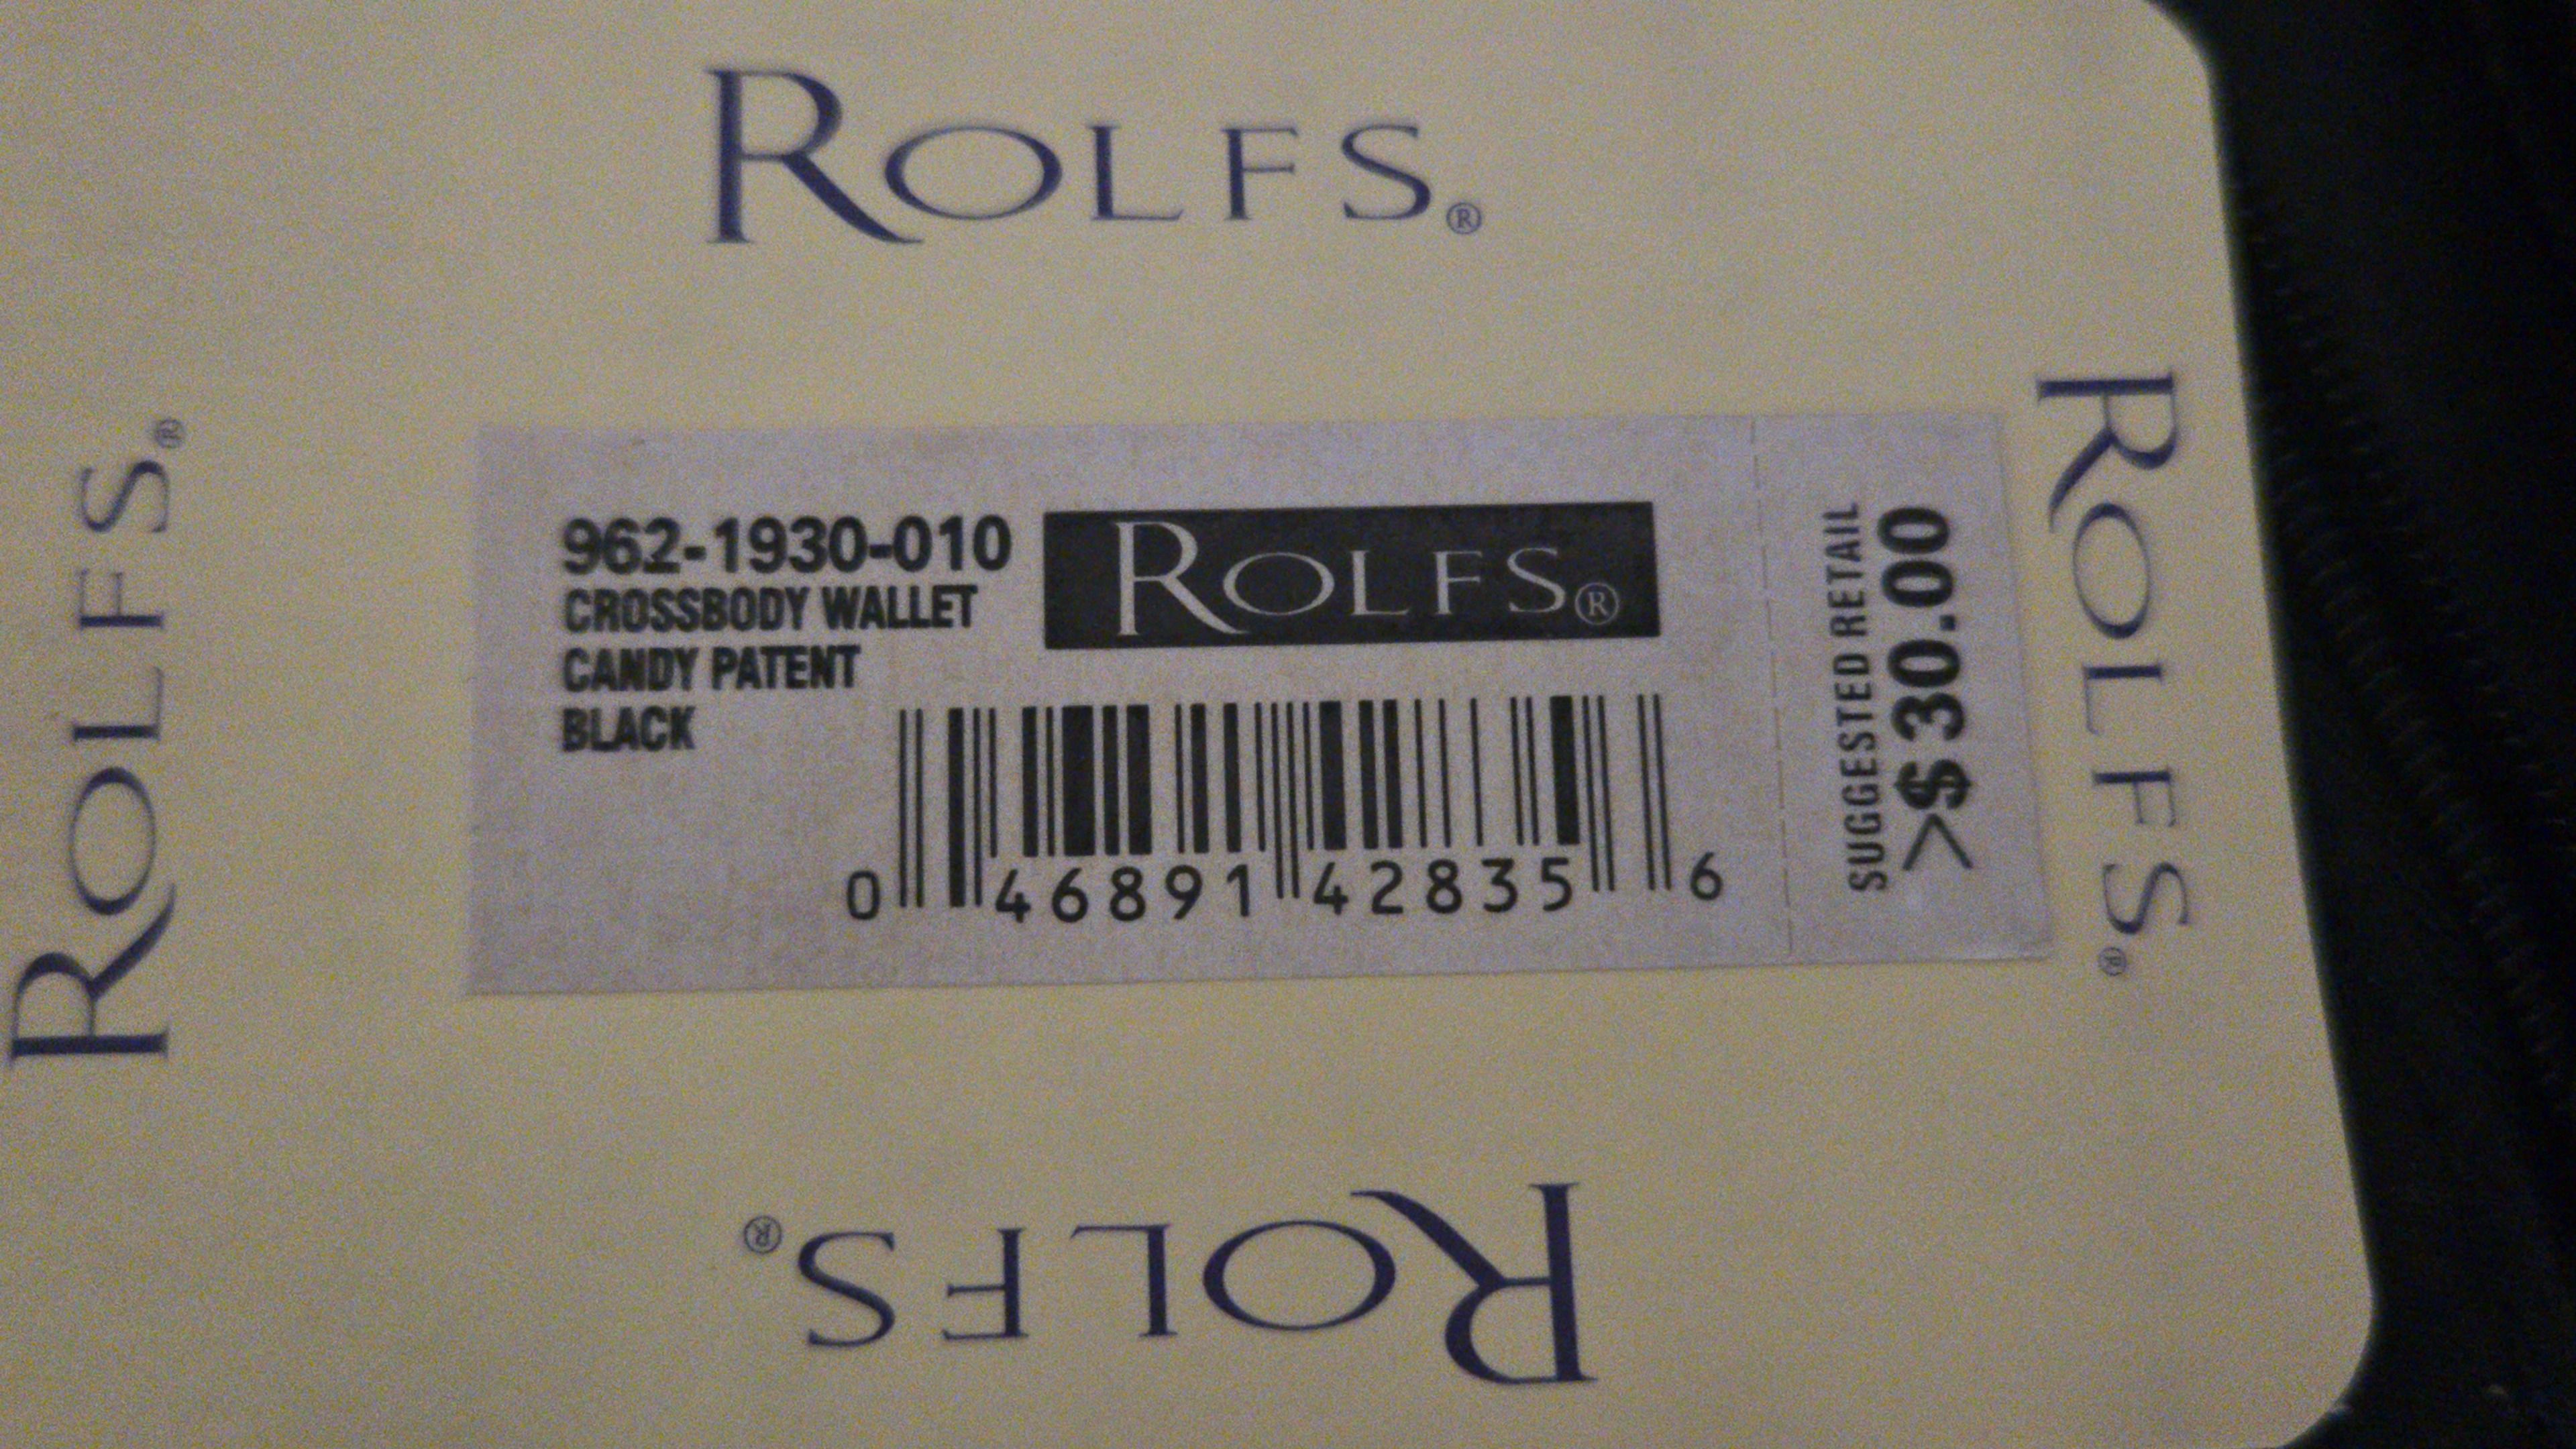 ROLFS®
ROLFS®
962-1930-010
CROSSBODY WALLET
CANDY PATENT
BLACK
ROLFS®
0 46891 42835 6
SUGGESTED RETAIL
>$30.00
ROLFS®
ROLFS®